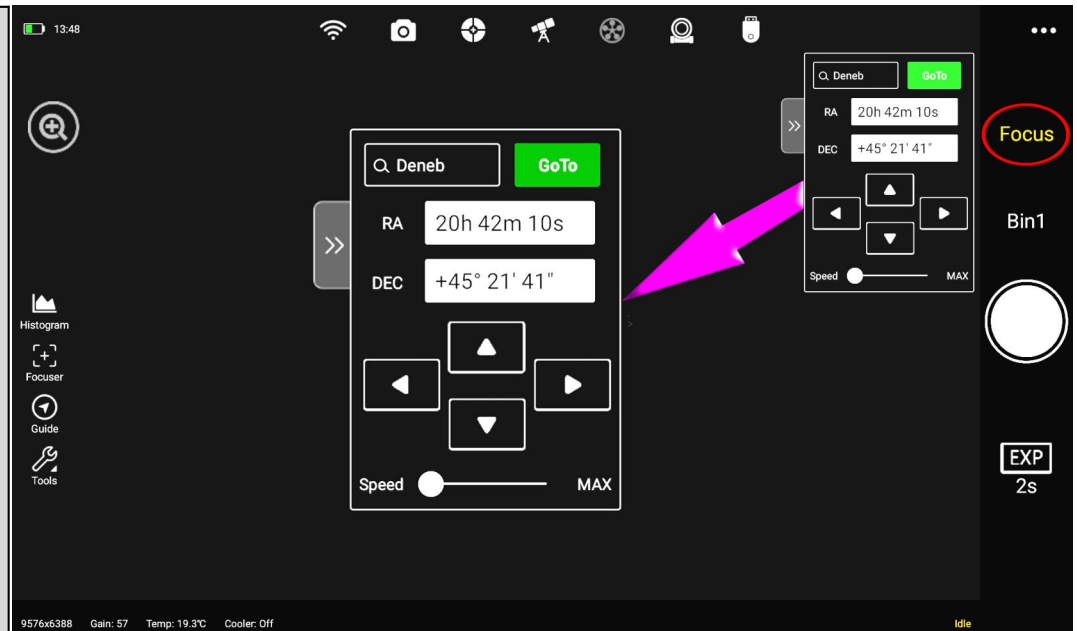 13:48
Deneb
GoTo
RA
20h 42m 10s
DEC
+45° 21' 41"
Speed
MAX
Deneb
GoTo
RA
20h 42m 10s
DEC
+45° 21' 41"
Speed
MAX
Histogram
Focuser
Guide
Tools
Focus
Bin1
EXP
2s
9576x6388 Gain: 57 Temp: 19.3℃ Cooler: Off
Idle